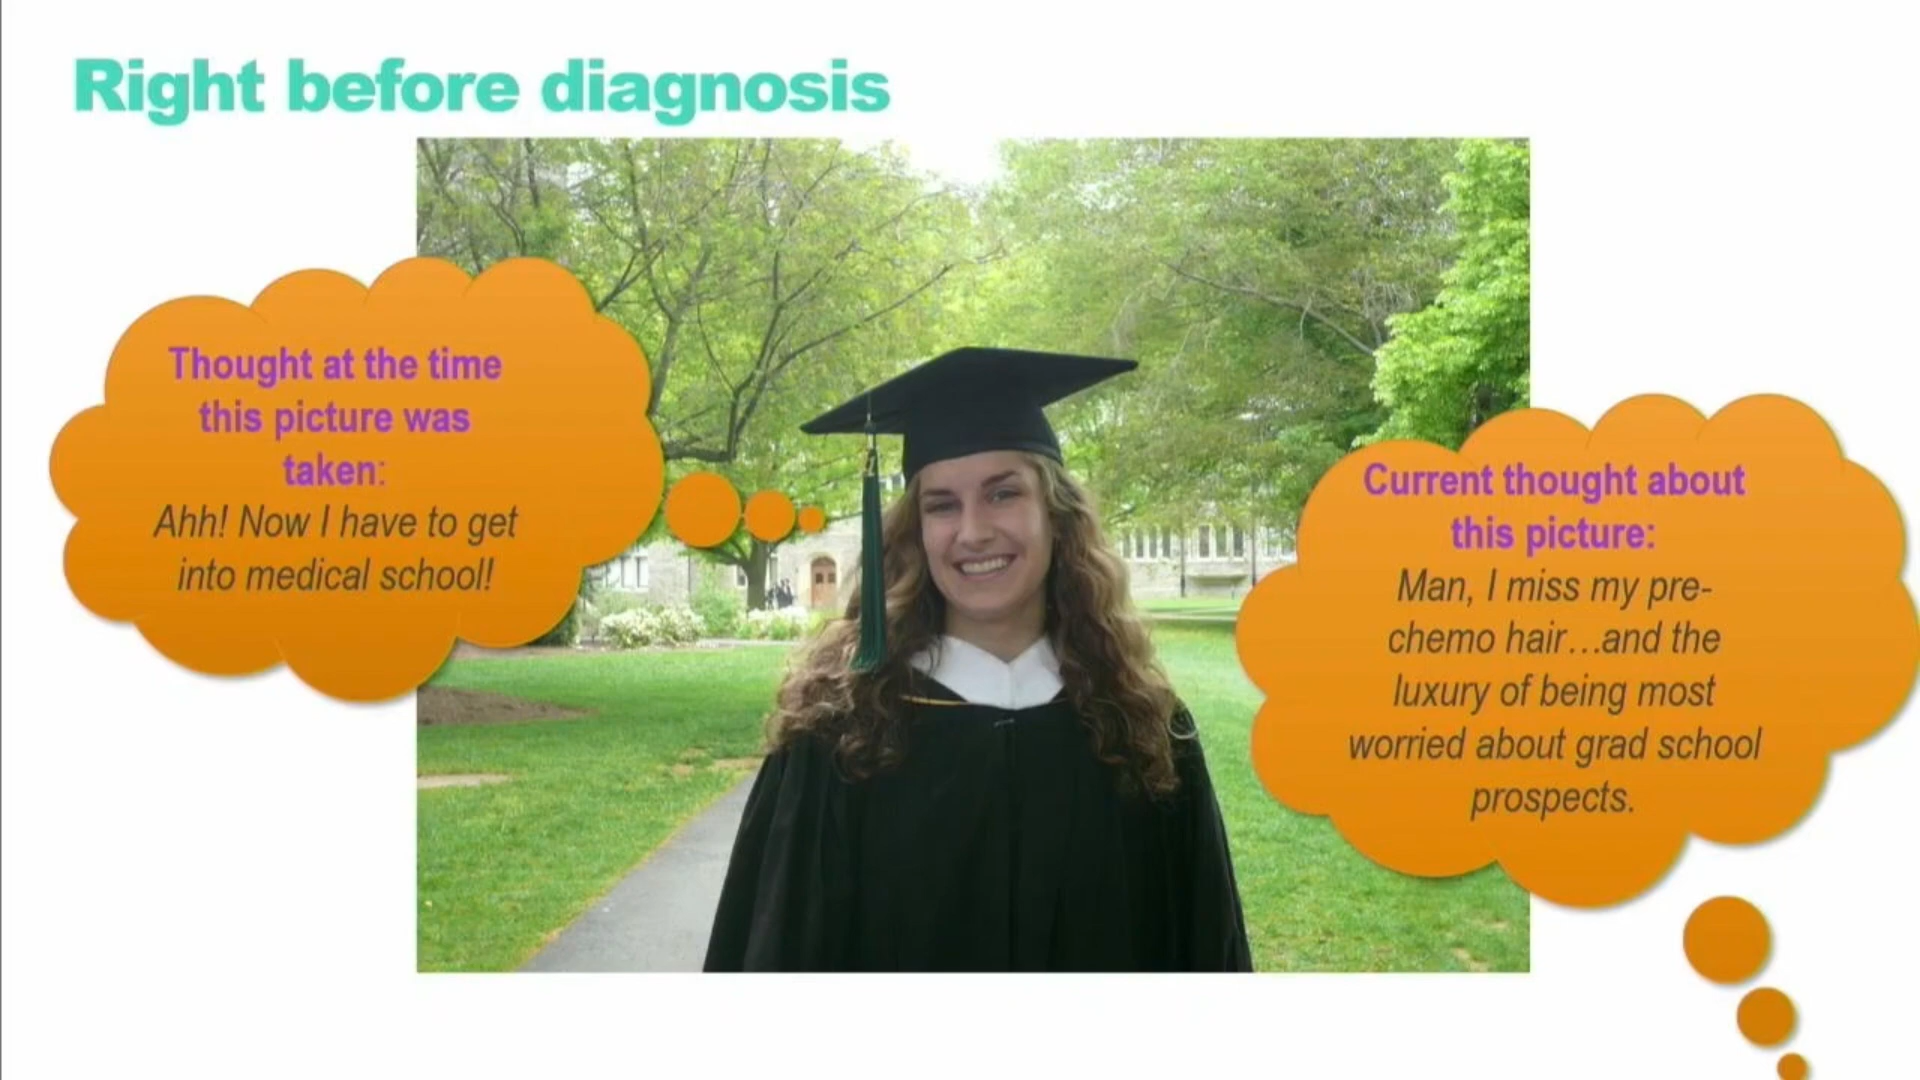 Right before diagnosis
Thought at the time
this picture was
taken:
Ahh! Now I have to get
into medical school!
Current thought about
this picture:
Man, I miss my pre-
chemo hair…and the
luxury of being most
worried about grad school
prospects.